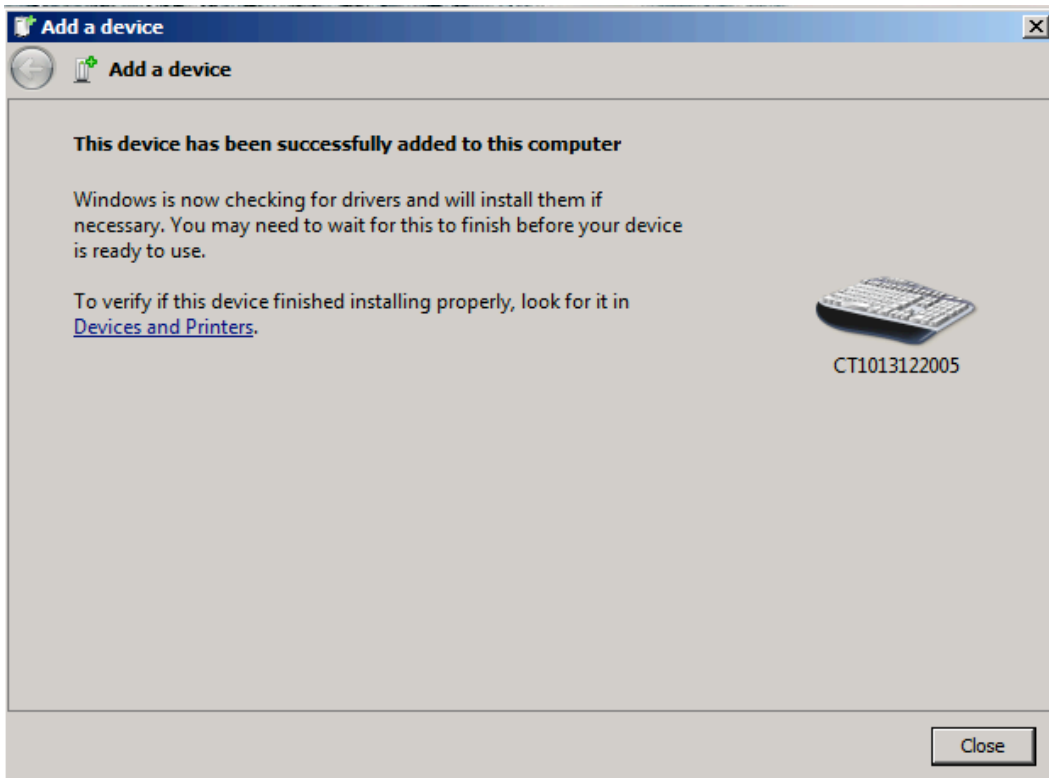 Add a device
Add a device
This device has been successfully added to this computer
Windows is now checking for drivers and will install them if
necessary. You may need to wait for this to finish before your device
is ready to use.
To verify if this device finished installing properly, look for it in
Devices and Printers.
CT1013122005
Close